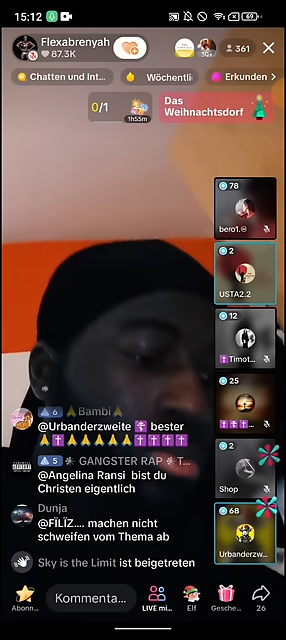 15:12
69
Flexabrenyah
87.3K
30+
361
Chatten und Int...
Wöchentli
Erkunden >
0/1
1h55m
Das
Weihnachtsdorf
78
bero1.
2
USTA2.2
12
Timot...
25
...
2
Shop
68
Urbanderzw...
6 🙏Bambi🙏
@Urbanderzweite ✝️ bester
🙏✝️🙏🙏🙏🙏🙏✝️✝️✝️✝️
5 GANGSTER RAP T...
@Angelina Ransi bist du
Christen eigentlich
Dunja
@FİLİZ.... machen nicht
schweifen vom Thema ab
Sky is the Limit ist beigetreten
Abonn...
Kommenta...
LIVE mi...
Elf
Gesche...
26